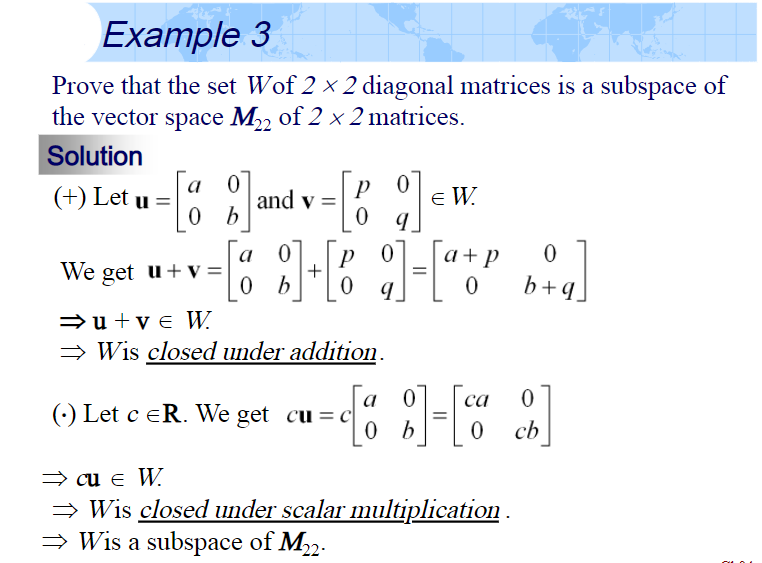 Example 3
Prove that the set W of 2 × 2 diagonal matrices is a subspace of
the vector space M₂₂ of 2 × 2 matrices.
Solution
(+) Let u = [a 0; 0 b] and v = [p 0; 0 q] ∈ W.
We get u + v = [a 0; 0 b] + [p 0; 0 q] = [a + p 0; 0 b + q]
⇒ u + v ∈ W.
⇒ W is closed under addition.
(·) Let c ∈ R. We get cu = c[a 0; 0 b] = [ca 0; 0 cb]
⇒ cu ∈ W.
⇒ W is closed under scalar multiplication.
⇒ W is a subspace of M₂₂.